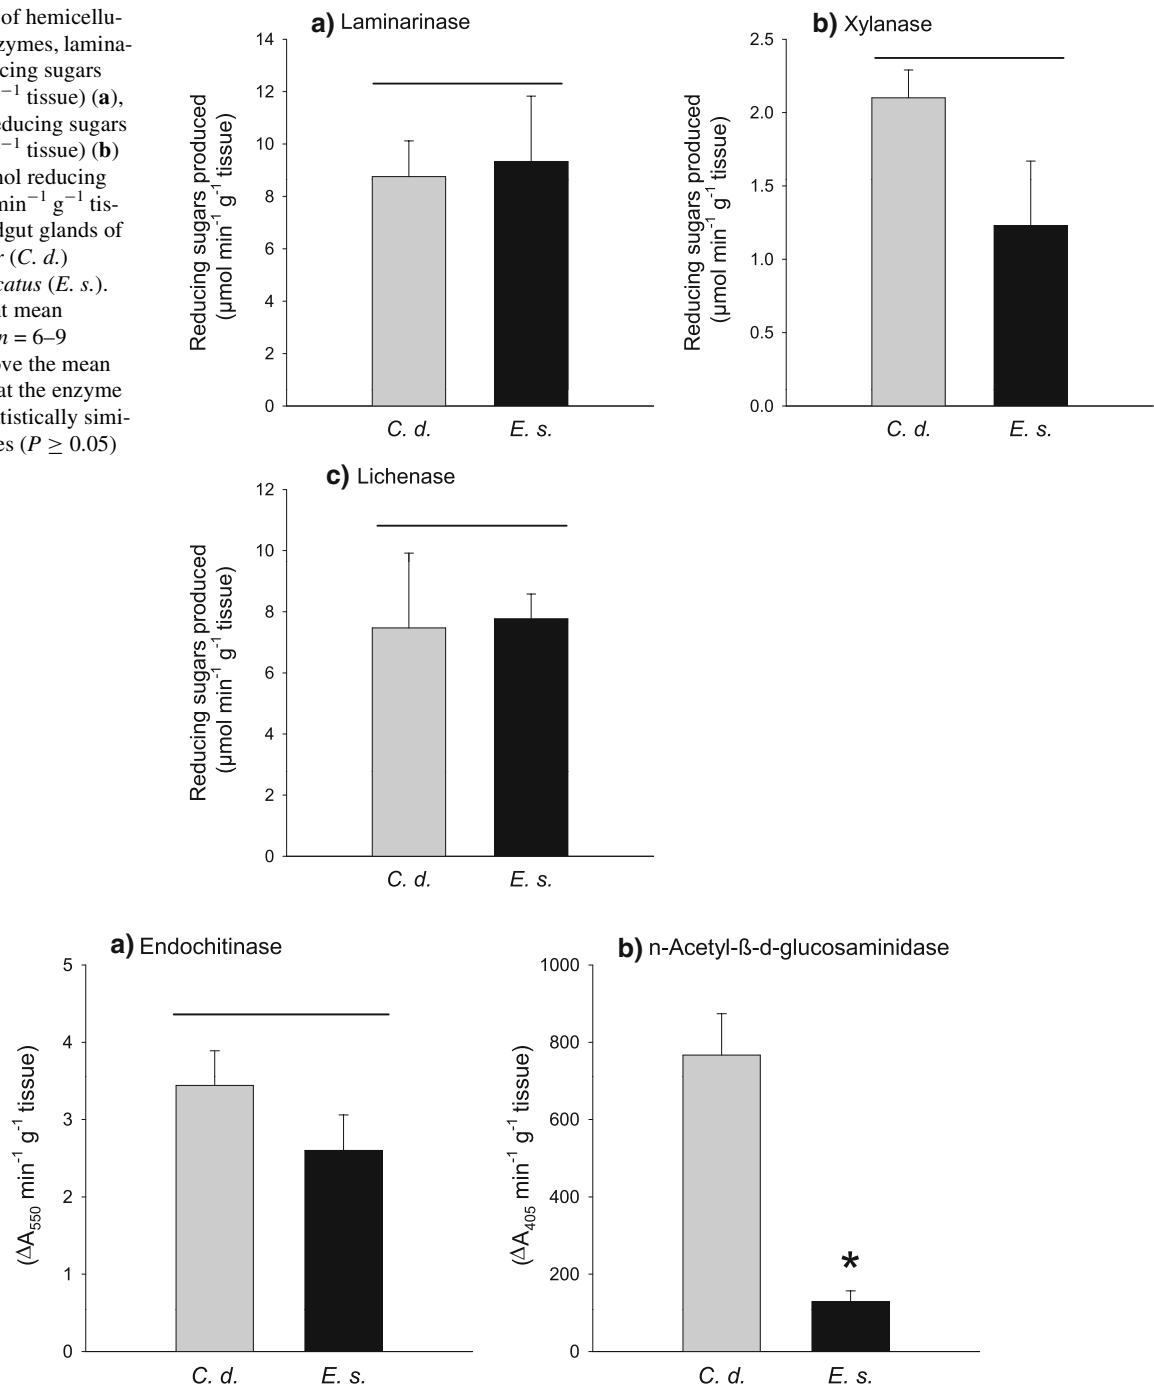 of hemicellu-
zymes, lamina-
cing sugars
−1 tissue) (a),
educing sugars
−1 tissue) (b)
nol reducing
min−1 g−1 tis-
dgut glands of
r (C. d.)
catus (E. s.).
nt mean
n = 6–9
ove the mean
at the enzyme
tistically simi-
es (P ≥ 0.05)
a) Laminarinase
Reducing sugars produced
(µmol min-1 g-1 tissue)
14
12
10
8
6
4
2
0
C. d.
E. s.
b) Xylanase
Reducing sugars produced
(µmol min-1 g-1 tissue)
2.5
2.0
1.5
1.0
0.5
0.0
C. d.
E. s.
c) Lichenase
Reducing sugars produced
(µmol min-1 g-1 tissue)
12
10
8
6
4
2
0
C. d.
E. s.
a) Endochitinase
(ΔA550 min-1 g-1 tissue)
5
4
3
2
1
0
C. d.
E. s.
b) n-Acetyl-ß-d-glucosaminidase
(ΔA405 min-1 g-1 tissue)
1000
800
600
400
200
0
*
C. d.
E. s.